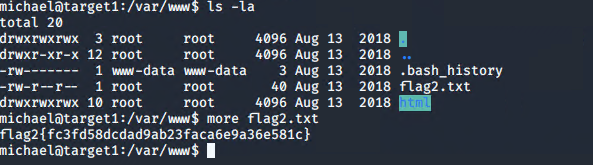 michael@target1:/var/www$ ls -la
total 20
drwxrwxrwx  3 root     root     4096 Aug 13  2018 .
drwxr-xr-x 12 root     root     4096 Aug 13  2018 ..
-rw-------  1 www-data www-data    3 Aug 13  2018 .bash_history
-rw-r--r--  1 root     root       40 Aug 13  2018 flag2.txt
drwxrwxrwx 10 root     root     4096 Aug 13  2018 html
michael@target1:/var/www$ more flag2.txt
flag2{fc3fd58dcdad9ab23faca6e9a36e581c}
michael@target1:/var/www$